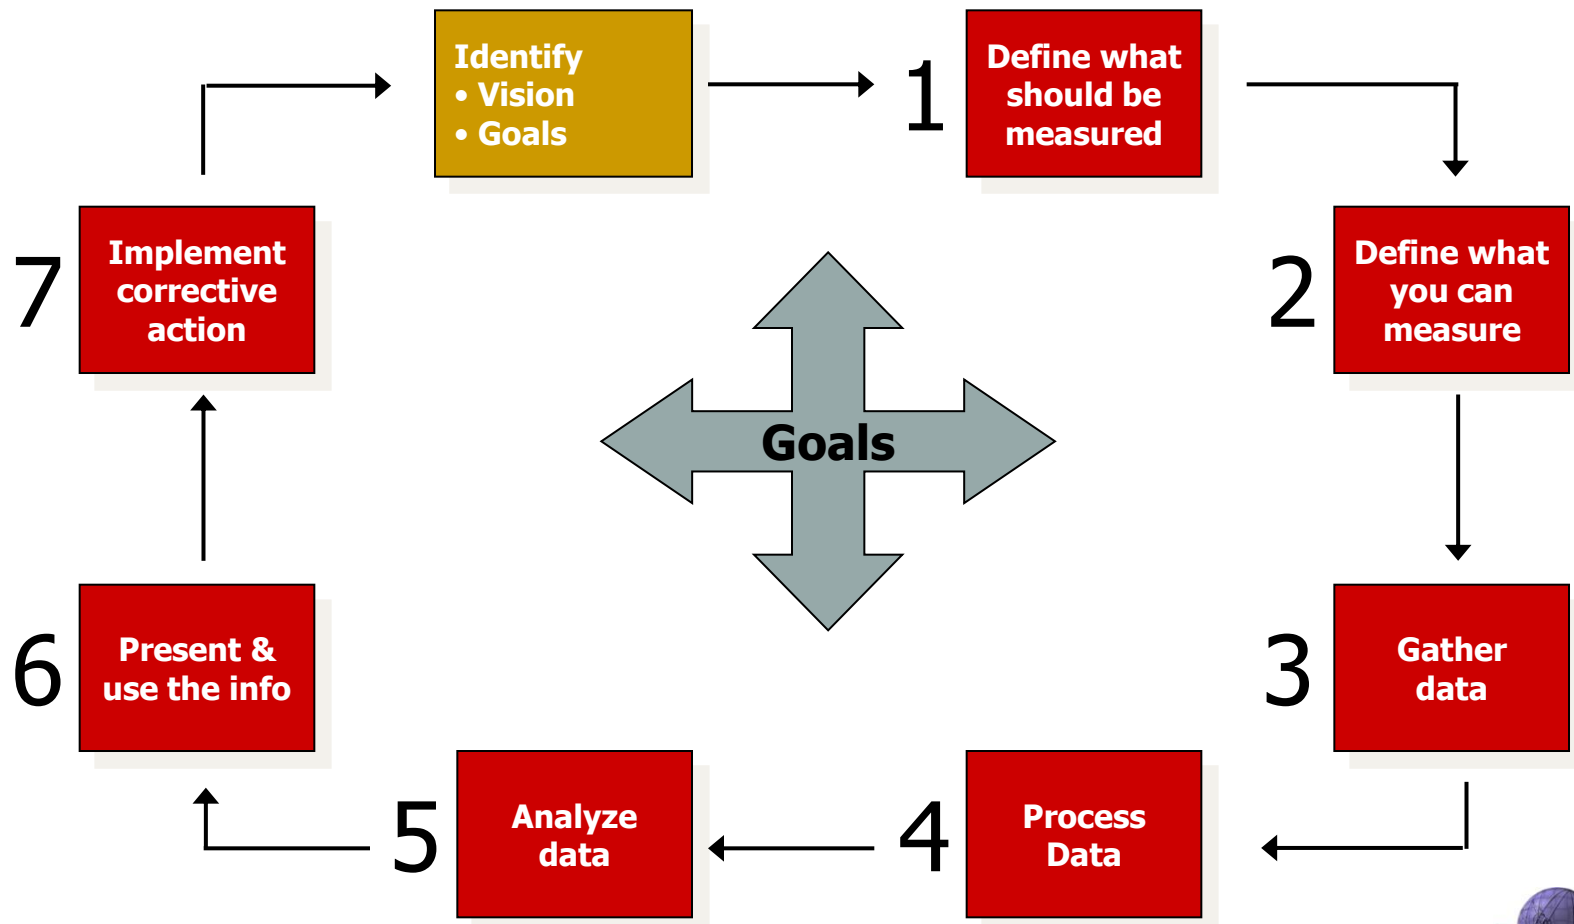 Identify
• Vision
• Goals
1
Define what
should be
measured
2
Define what
you can
measure
3
Gather
data
4
Process
Data
5
Analyze
data
6
Present &
use the info
7
Implement
corrective
action
Goals